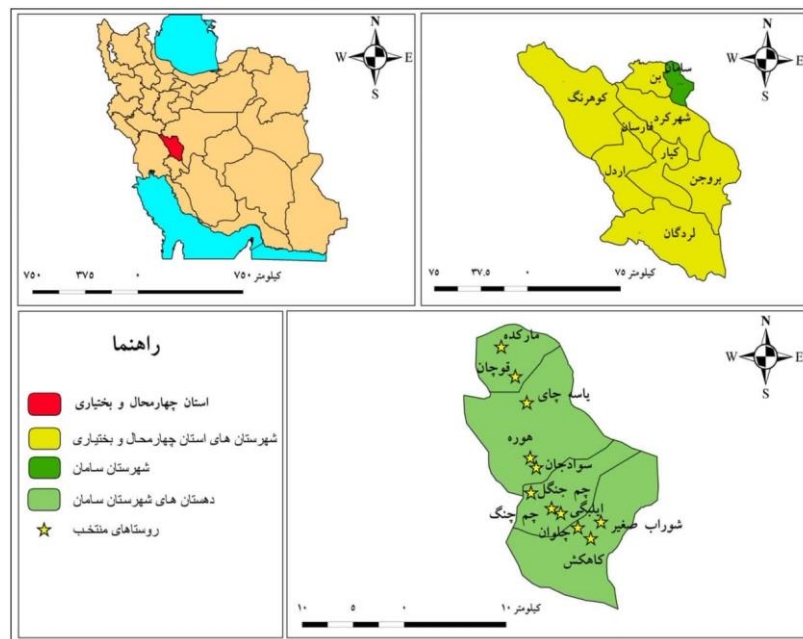 N
W E
S
۷۵۰ ۳۷۵ ۰ ۷۵۰ کیلومتر
N
W E
S
سامان
بن
کوهرنگ
شهرکرد
فارسان
کیار
اردل
بروجن
لردگان
۷۵ ۳۷.۵ ۰ ۷۵ کیلومتر
راهنما
استان چهارمحال و بختیاری
شهرستان های استان چهارمحال و بختیاری
شهرستان سامان
دهستان های شهرستان سامان
روستاهای منتخب
N
W E
S
مارکده
قوچان
یاسه چای
هوره
سوادجان
چم جنگل
ایلبگی
چم چنگ
شوراب صغیر
چلوان
کاهکش
۱۰ ۵ ۰ ۱۰ کیلومتر